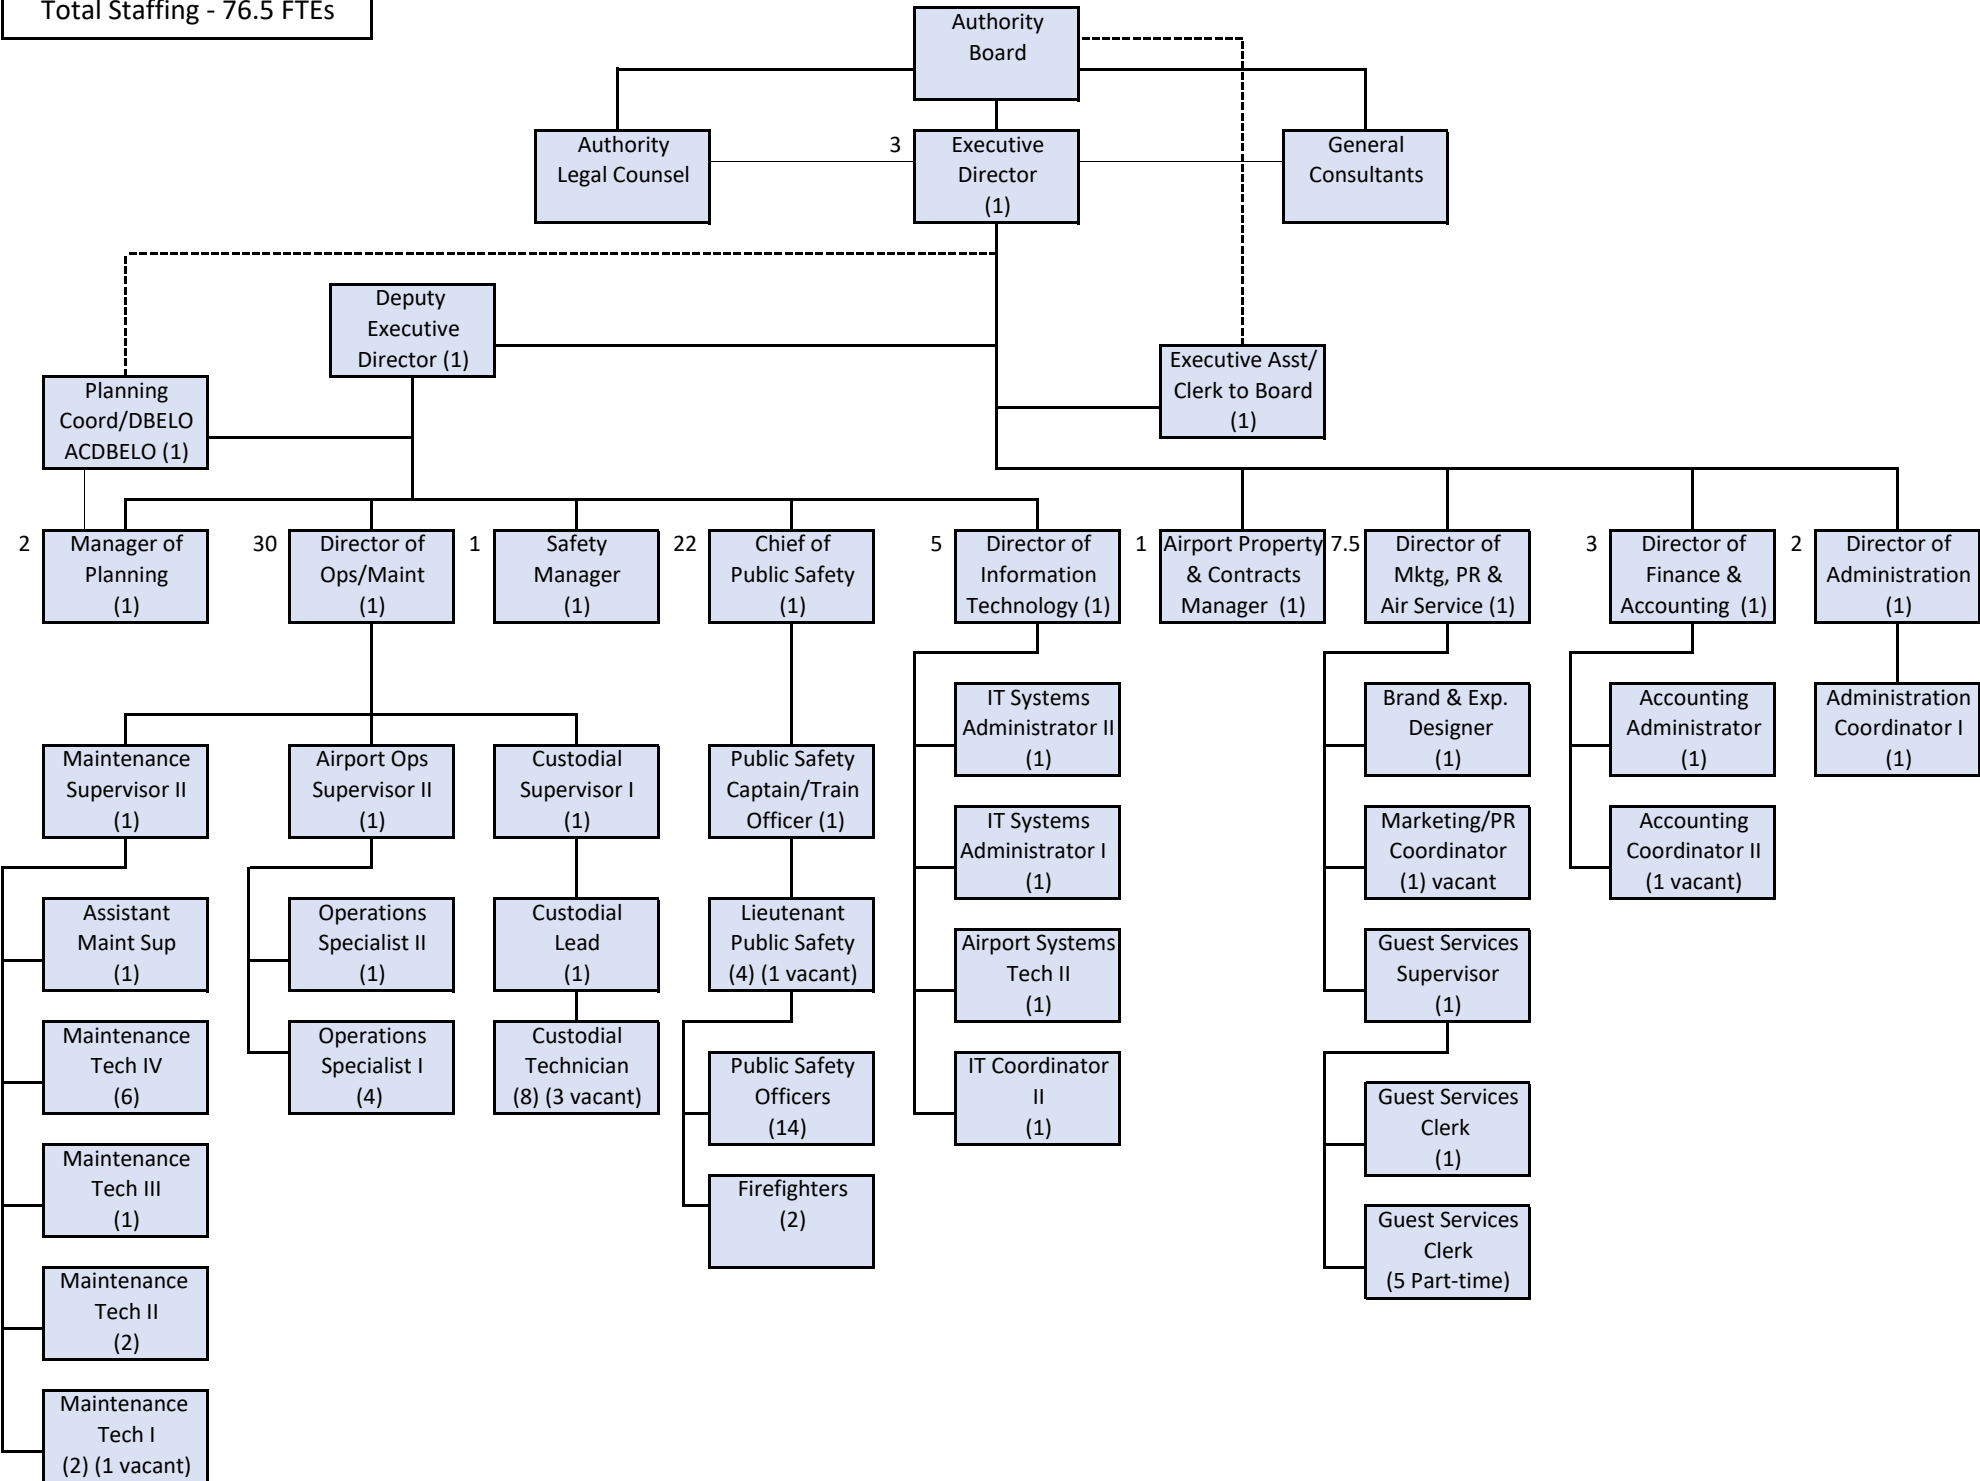 Total Staffing - 76.5 FTEs
Authority
Board
Authority
Legal Counsel
3
Executive
Director
(1)
General
Consultants
Deputy
Executive
Director (1)
Executive Asst/
Clerk to Board
(1)
Planning
Coord/DBELO
ACDBELO (1)
2
Manager of
Planning
(1)
30
Director of
Ops/Maint
(1)
1
Safety
Manager
(1)
22
Chief of
Public Safety
(1)
5
Director of
Information
Technology (1)
1
Airport Property
& Contracts
Manager (1)
7.5
Director of
Mktg, PR &
Air Service (1)
3
Director of
Finance &
Accounting (1)
2
Director of
Administration
(1)
Maintenance
Supervisor II
(1)
Assistant
Maint Sup
(1)
Maintenance
Tech IV
(6)
Maintenance
Tech III
(1)
Maintenance
Tech II
(2)
Maintenance
Tech I
(2) (1 vacant)
Airport Ops
Supervisor II
(1)
Operations
Specialist II
(1)
Operations
Specialist I
(4)
Custodial
Supervisor I
(1)
Custodial
Lead
(1)
Custodial
Technician
(8) (3 vacant)
Public Safety
Captain/Train
Officer (1)
Lieutenant
Public Safety
(4) (1 vacant)
Public Safety
Officers
(14)
Firefighters
(2)
IT Systems
Administrator II
(1)
IT Systems
Administrator I
(1)
Airport Systems
Tech II
(1)
IT Coordinator
II
(1)
Brand & Exp.
Designer
(1)
Marketing/PR
Coordinator
(1) vacant
Guest Services
Supervisor
(1)
Guest Services
Clerk
(1)
Guest Services
Clerk
(5 Part-time)
Accounting
Administrator
(1)
Accounting
Coordinator II
(1 vacant)
Administration
Coordinator I
(1)